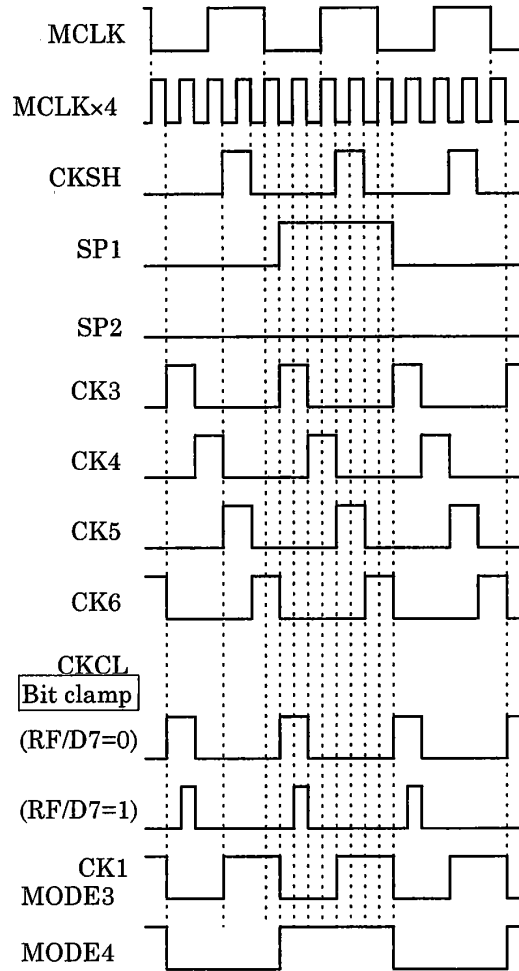 MCLK
MCLK×4
CKSH
SP1
SP2
CK3
CK4
CK5
CK6
CKCL
Bit clamp
(RF/D7=0)
(RF/D7=1)
CK1
MODE3
MODE4